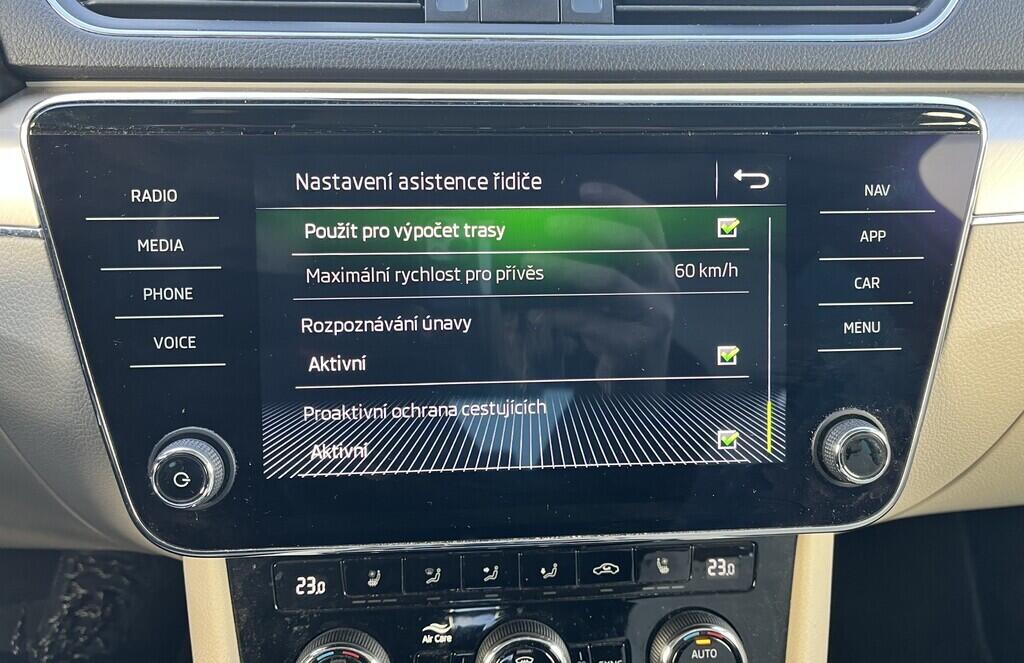 Nastavení asistence řidiče
RADIO
MEDIA
PHONE
VOICE
Použít pro výpočet trasy
Maximální rychlost pro přívěs 60 km/h
Rozpoznávání únavy
Aktivní
Proaktivní ochrana cestujících
Aktivní
NAV
APP
CAR
MENU
23.0
23.0
Air Care
AUTO